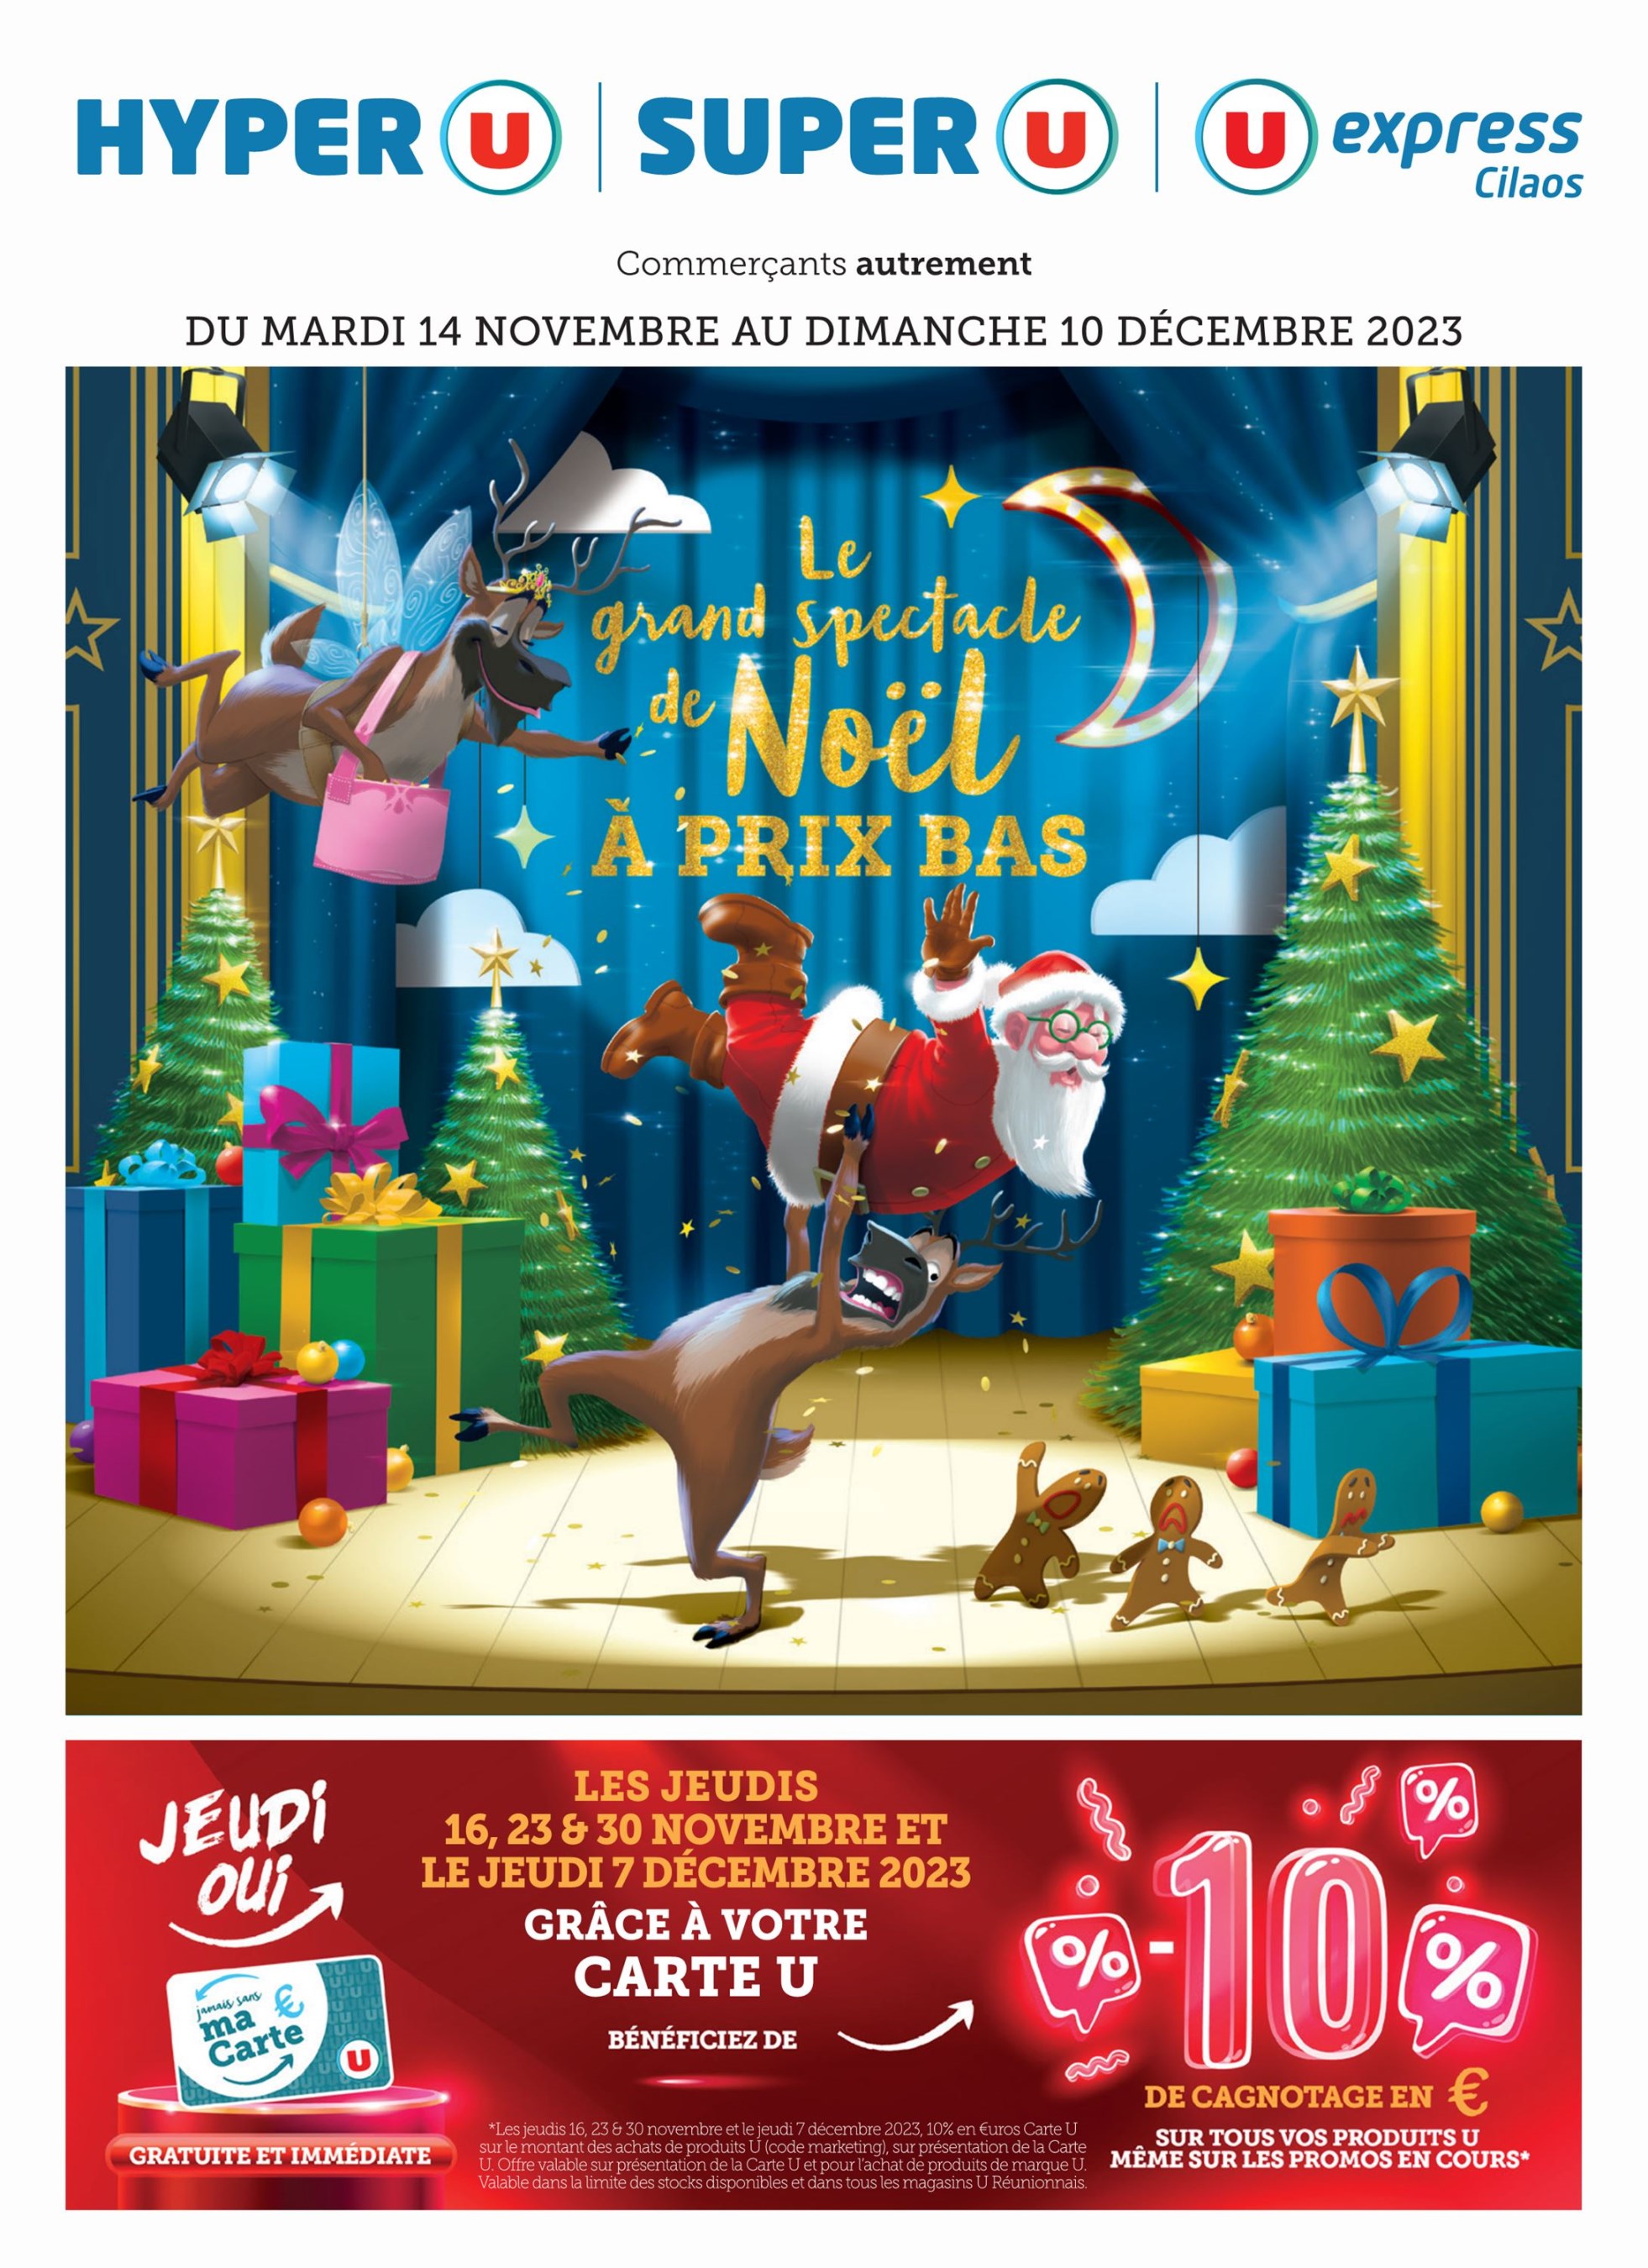 HYPER U | SUPER U | U express
Cilaos
Commerçants autrement
DU MARDI 14 NOVEMBRE AU DIMANCHE 10 DÉCEMBRE 2023
Le
grand spectacle
de Noël
À PRIX BAS
JEUDi
OUi
LES JEUDIS
16, 23 & 30 NOVEMBRE ET
LE JEUDI 7 DÉCEMBRE 2023
GRÂCE À VOTRE
CARTE U
BÉNÉFICIEZ DE
jamais sans
ma
Carte
€
U
GRATUITE ET IMMÉDIATE
%
%
-10
%
DE CAGNOTAGE EN €
SUR TOUS VOS PRODUITS U
MÊME SUR LES PROMOS EN COURS*
*Les jeudis 16, 23 & 30 novembre et le jeudi 7 décembre 2023, 10% en €uros Carte U
sur le montant des achats de produits U (code marketing), sur présentation de la Carte
U. Offre valable sur présentation de la Carte U et pour l'achat de produits de marque U.
Valable dans la limite des stocks disponibles et dans tous les magasins U Réunionnais.